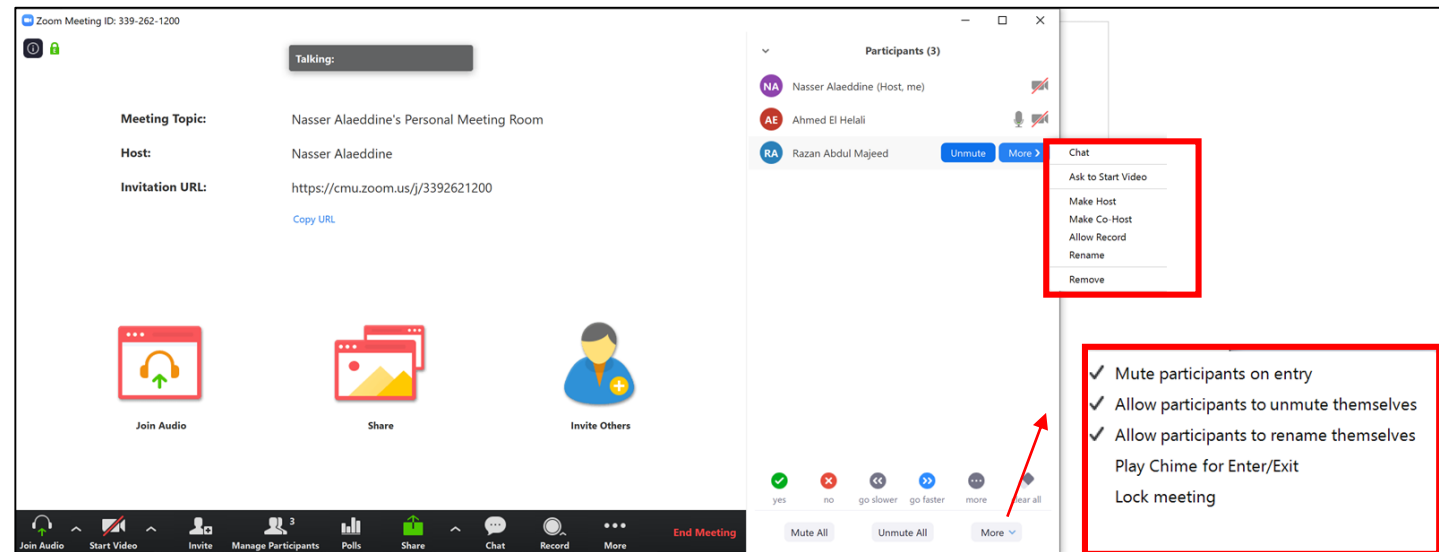 Zoom Meeting ID: 339-262-1200
Talking:
Meeting Topic: Nasser Alaeddine's Personal Meeting Room
Host: Nasser Alaeddine
Invitation URL: https://cmu.zoom.us/j/3392621200
Copy URL
Join Audio Share Invite Others
Participants (3)
NA Nasser Alaeddine (Host, me)
AE Ahmed El Helali
RA Razan Abdul Majeed Unmute More
Chat
Ask to Start Video
Make Host
Make Co-Host
Allow Record
Rename
Remove
Mute participants on entry
Allow participants to unmute themselves
Allow participants to rename themselves
Play Chime for Enter/Exit
Lock meeting
yes no go slower go faster more clear all
Mute All Unmute All More
Join Audio Start Video Invite 3 Manage Participants Polls Share Chat Record More End Meeting